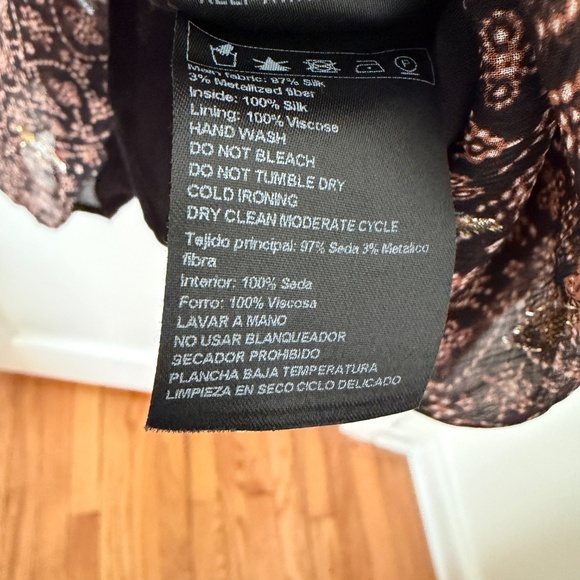 Main fabric: 97% Silk
3% Metallized fiber
Inside: 100% Silk
Lining: 100% Viscose
HAND WASH
DO NOT BLEACH
DO NOT TUMBLE DRY
COLD IRONING
DRY CLEAN MODERATE CYCLE
Tejido principal: 97% Seda 3% Metalico
fibra
Interior: 100% Seda
Forro: 100% Viscosa
LAVAR A MANO
NO USAR BLANQUEADOR
SECADOR PROHIBIDO
PLANCHA BAJA TEMPERATURA
LIMPIEZA EN SECO CICLO DELICADO